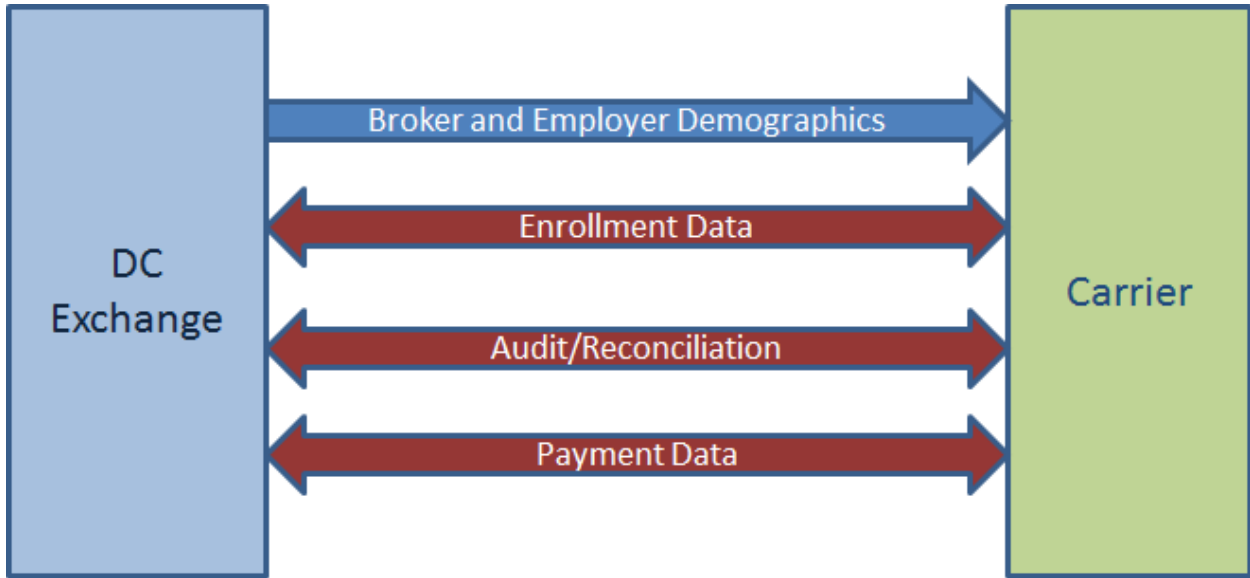 DC
Exchange
Broker and Employer Demographics
Enrollment Data
Audit/Reconciliation
Payment Data
Carrier